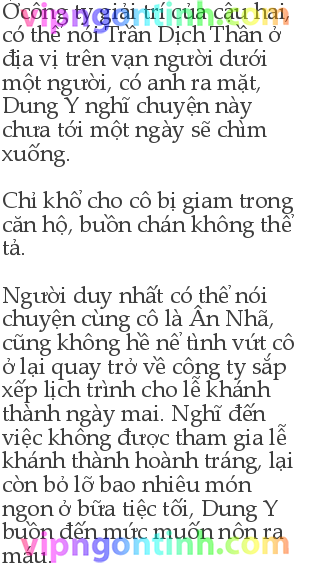 Ở công ty giải trí của cậu hai,
có thể nói Trần Dịch Thần ở
địa vị trên vạn người dưới
một người, có anh ra mặt,
Dung Y nghĩ chuyện này
chưa tới một ngày sẽ chìm
xuống.
Chỉ khổ cho cô bị giam trong
căn hộ, buồn chán không thể
tả.
Người duy nhất có thể nói
chuyện cùng cô là Ân Nhã,
cũng không hề nể tình vứt cô
ở lại quay trở về công ty sắp
xếp lịch trình cho lễ khánh
thành ngày mai. Nghĩ đến
việc không được tham gia lễ
khánh thành hoành tráng, lại
còn bỏ lỡ bao nhiêu món
ngon ở bữa tiệc tối, Dung Y
buồn đến mức muốn nôn ra
máu.
vipngontinh.com
vipngontinh.com